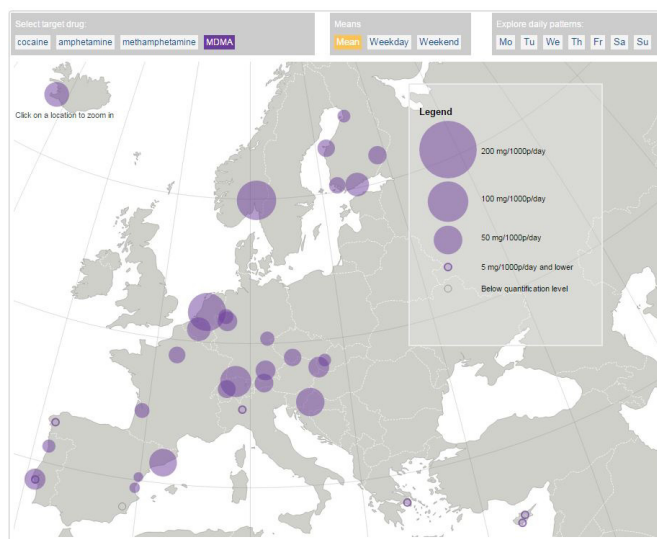 Select target drug:
cocaine amphetamine methamphetamine MDMA
Means
Mean Weekday Weekend
Explore daily patterns:
Mo Tu We Th Fr Sa Su
Click on a location to zoom in
Legend
200 mg/1000p/day
100 mg/1000p/day
50 mg/1000p/day
5 mg/1000p/day and lower
Below quantification level